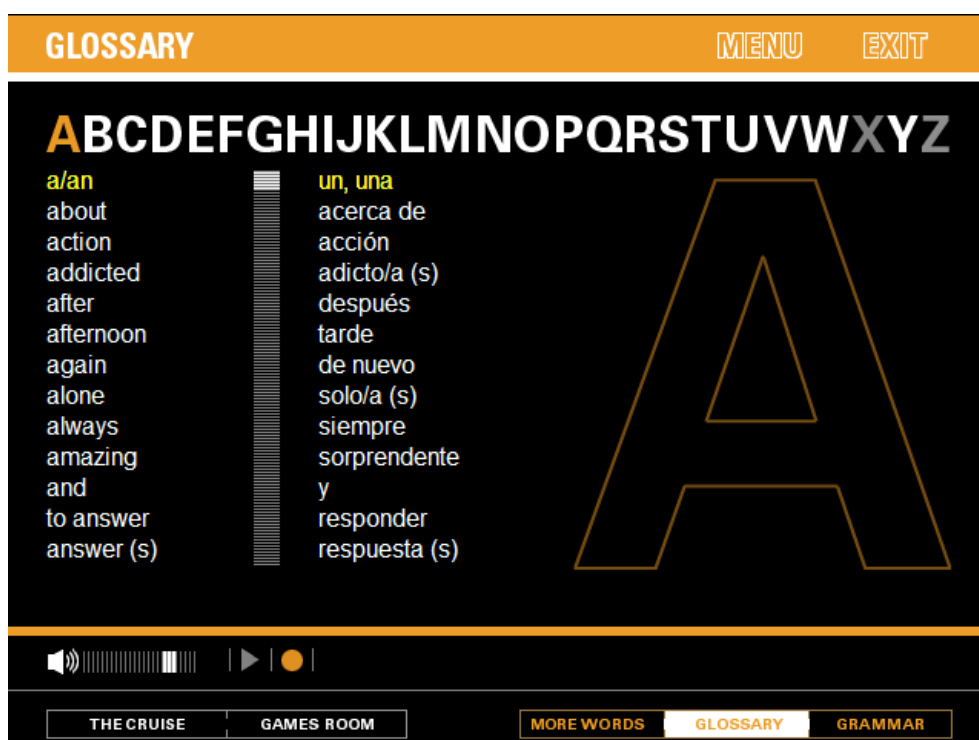 GLOSSARY MENU EXIT
ABCDEFGHIJKLMNOPQRSTUVWXYZ
a/an un, una
about acerca de
action acción
addicted adicto/a (s)
after después
afternoon tarde
again de nuevo
alone solo/a (s)
always siempre
amazing sorprendente
and y
to answer responder
answer (s) respuesta (s)
A
THE CRUISE GAMES ROOM MORE WORDS GLOSSARY GRAMMAR